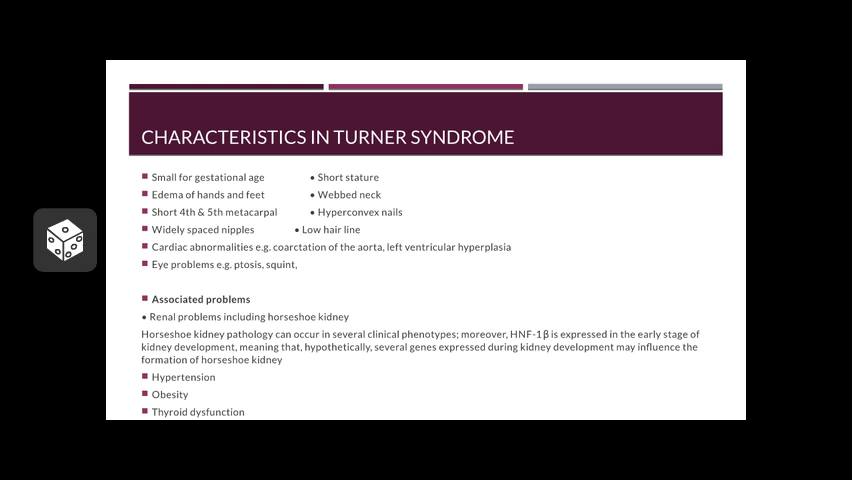 CHARACTERISTICS IN TURNER SYNDROME
Small for gestational age • Short stature
Edema of hands and feet • Webbed neck
Short 4th & 5th metacarpal • Hyperconvex nails
Widely spaced nipples • Low hair line
Cardiac abnormalities e.g. coarctation of the aorta, left ventricular hyperplasia
Eye problems e.g. ptosis, squint,
Associated problems
• Renal problems including horseshoe kidney
Horseshoe kidney pathology can occur in several clinical phenotypes; moreover, HNF-1β is expressed in the early stage of
kidney development, meaning that, hypothetically, several genes expressed during kidney development may influence the
formation of horseshoe kidney
Hypertension
Obesity
Thyroid dysfunction